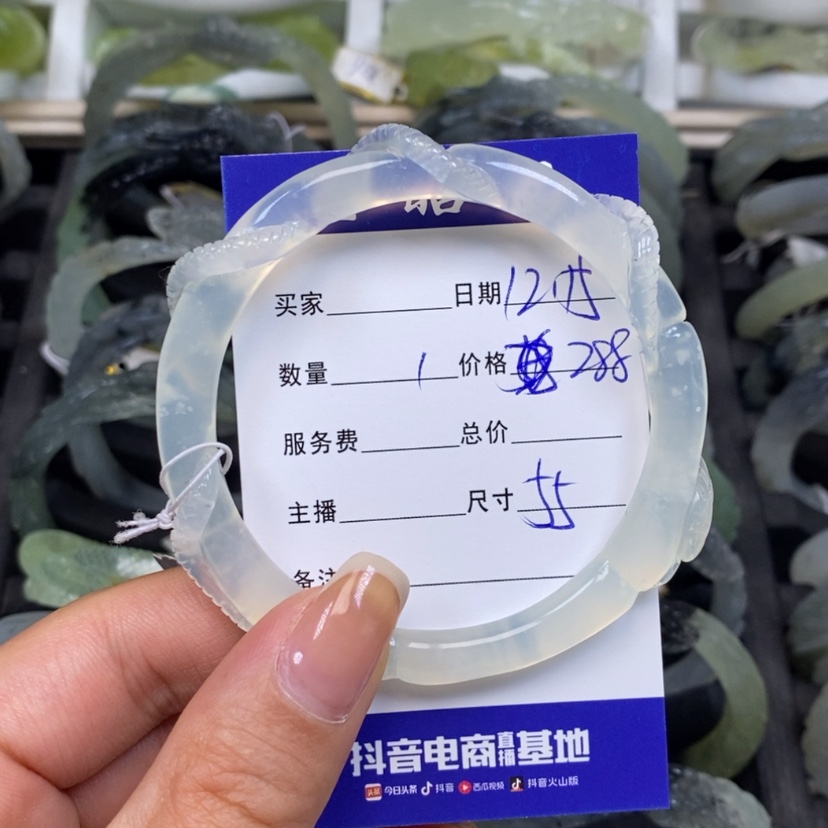 买家 日期
数量 1 价格 288
服务费 总价
主播 尺寸 55
备注
抖音电商直播基地
头条 今日头条 抖音 西瓜视频 抖音火山版